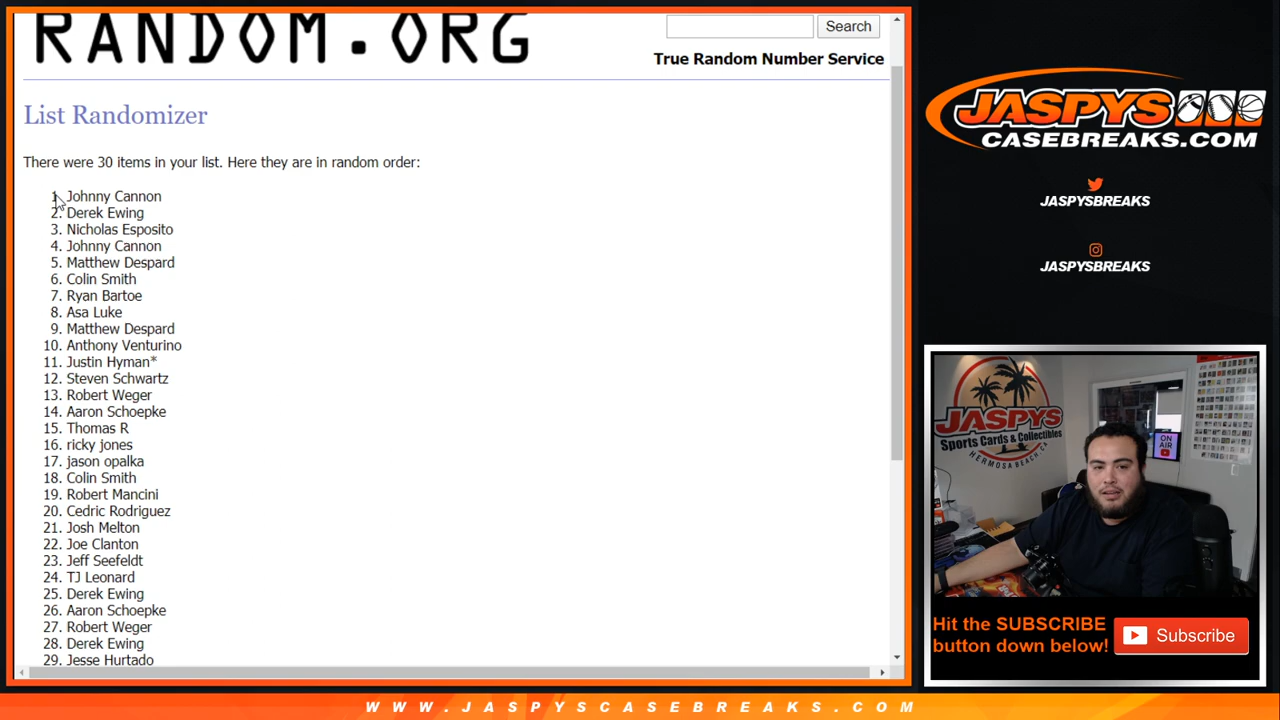 RANDOM.ORG
Search
True Random Number Service
List Randomizer
There were 30 items in your list. Here they are in random order:
1. Johnny Cannon
2. Derek Ewing
3. Nicholas Esposito
4. Johnny Cannon
5. Matthew Despard
6. Colin Smith
7. Ryan Bartoe
8. Asa Luke
9. Matthew Despard
10. Anthony Venturino
11. Justin Hyman*
12. Steven Schwartz
13. Robert Weger
14. Aaron Schoepke
15. Thomas R
16. ricky jones
17. jason opalka
18. Colin Smith
19. Robert Mancini
20. Cedric Rodriguez
21. Josh Melton
22. Joe Clanton
23. Jeff Seefeldt
24. TJ Leonard
25. Derek Ewing
26. Aaron Schoepke
27. Robert Weger
28. Derek Ewing
29. Jesse Hurtado
JASPYS
CASEBREAKS.COM
JASPYSBREAKS
JASPYSBREAKS
JASPYS
Sports Cards & Collectibles
HERMOSA BEACH, CA
ON
AIR
Hit the SUBSCRIBE
button down below!
Subscribe
WWW.JASPYSCASEBREAKS.COM